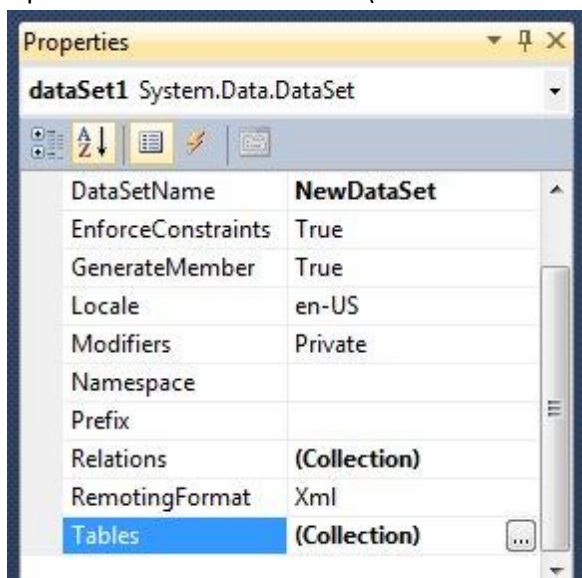 Properties
dataSet1 System.Data.DataSet
A
Z
DataSetName NewDataSet
EnforceConstraints True
GenerateMember True
Locale en-US
Modifiers Private
Namespace
Prefix
Relations (Collection)
RemotingFormat Xml
Tables (Collection) ...